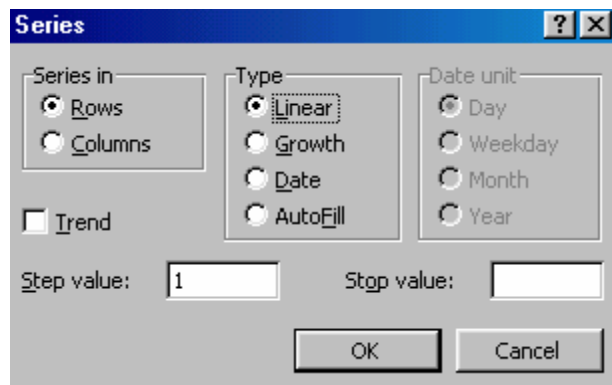 Series
Series in
Rows
Columns
Trend
Type
Linear
Growth
Date
AutoFill
Date unit
Day
Weekday
Month
Year
Step value: 1
Stop value:
OK
Cancel